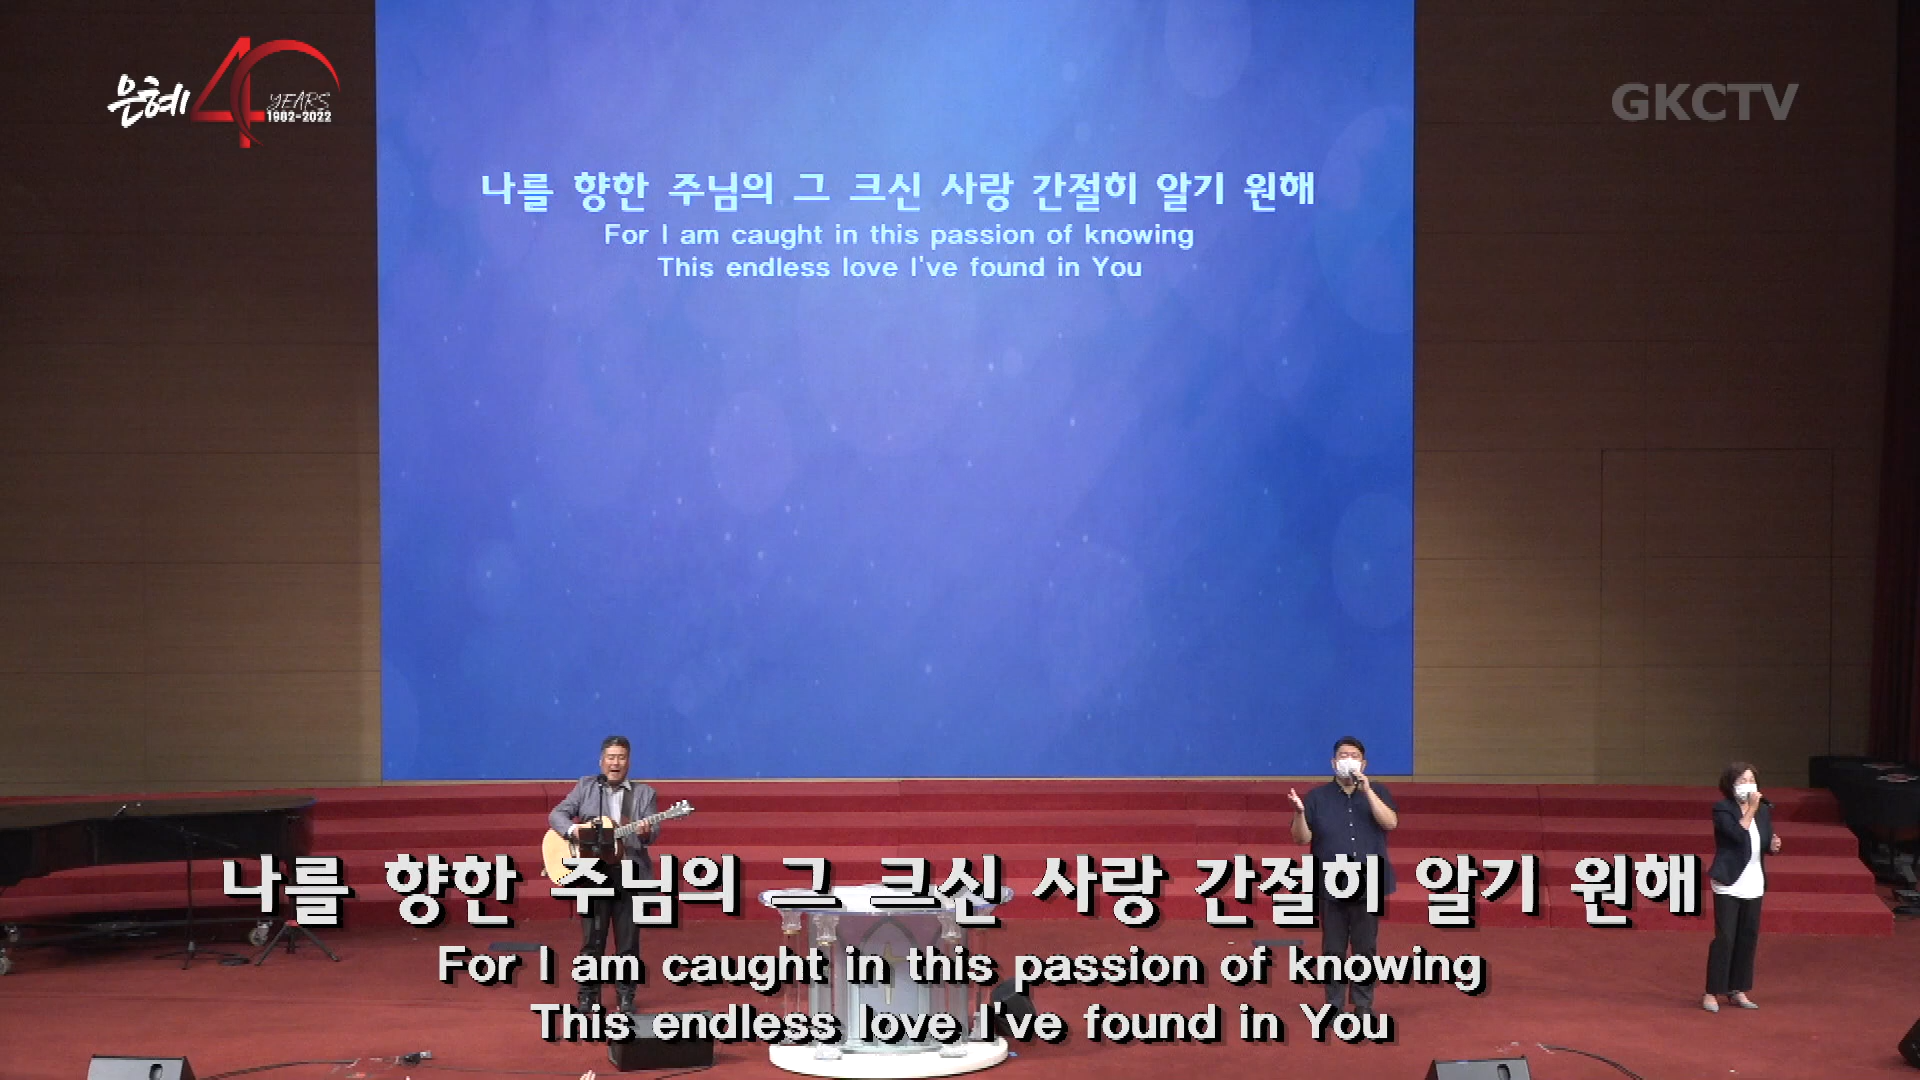 은혜 40
YEARS
1982-2022
GKCTV
나를 향한 주님의 그 크신 사랑 간절히 알기 원해
For I am caught in this passion of knowing
This endless love I've found in You
나를 향한 주님의 그 크신 사랑 간절히 알기 원해
For I am caught in this passion of knowing
This endless love I've found in You